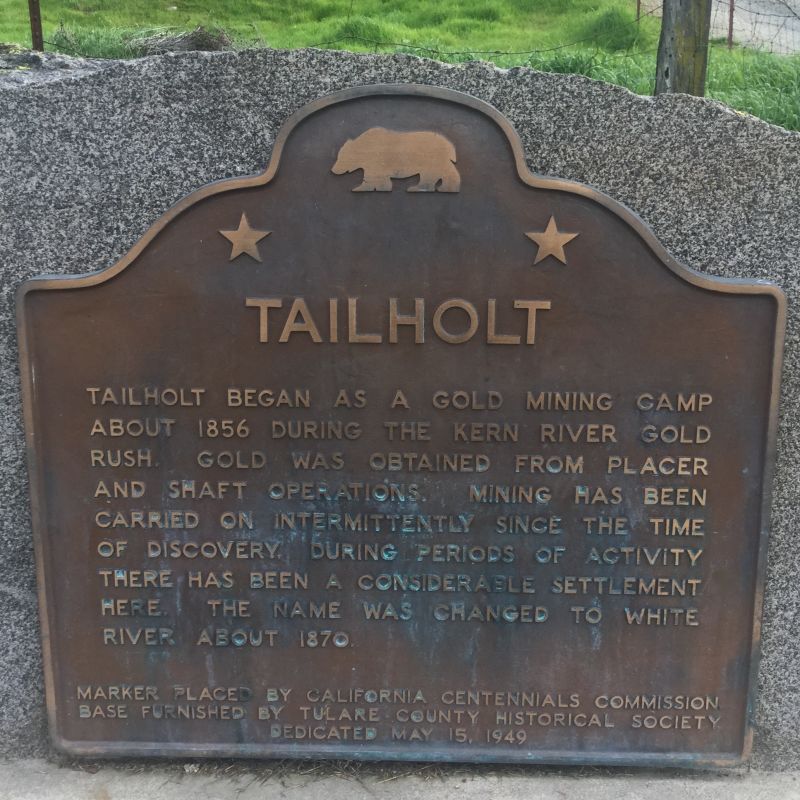 TAILHOLT
TAILHOLT BEGAN AS A GOLD MINING CAMP
ABOUT 1856 DURING THE KERN RIVER GOLD
RUSH. GOLD WAS OBTAINED FROM PLACER
AND SHAFT OPERATIONS. MINING HAS BEEN
CARRIED ON INTERMITTENTLY SINCE THE TIME
OF DISCOVERY. DURING PERIODS OF ACTIVITY
THERE HAS BEEN A CONSIDERABLE SETTLEMENT
HERE. THE NAME WAS CHANGED TO WHITE
RIVER ABOUT 1870.
MARKER PLACED BY CALIFORNIA CENTENNIALS COMMISSION.
BASE FURNISHED BY TULARE COUNTY HISTORICAL SOCIETY
DEDICATED MAY 15, 1949